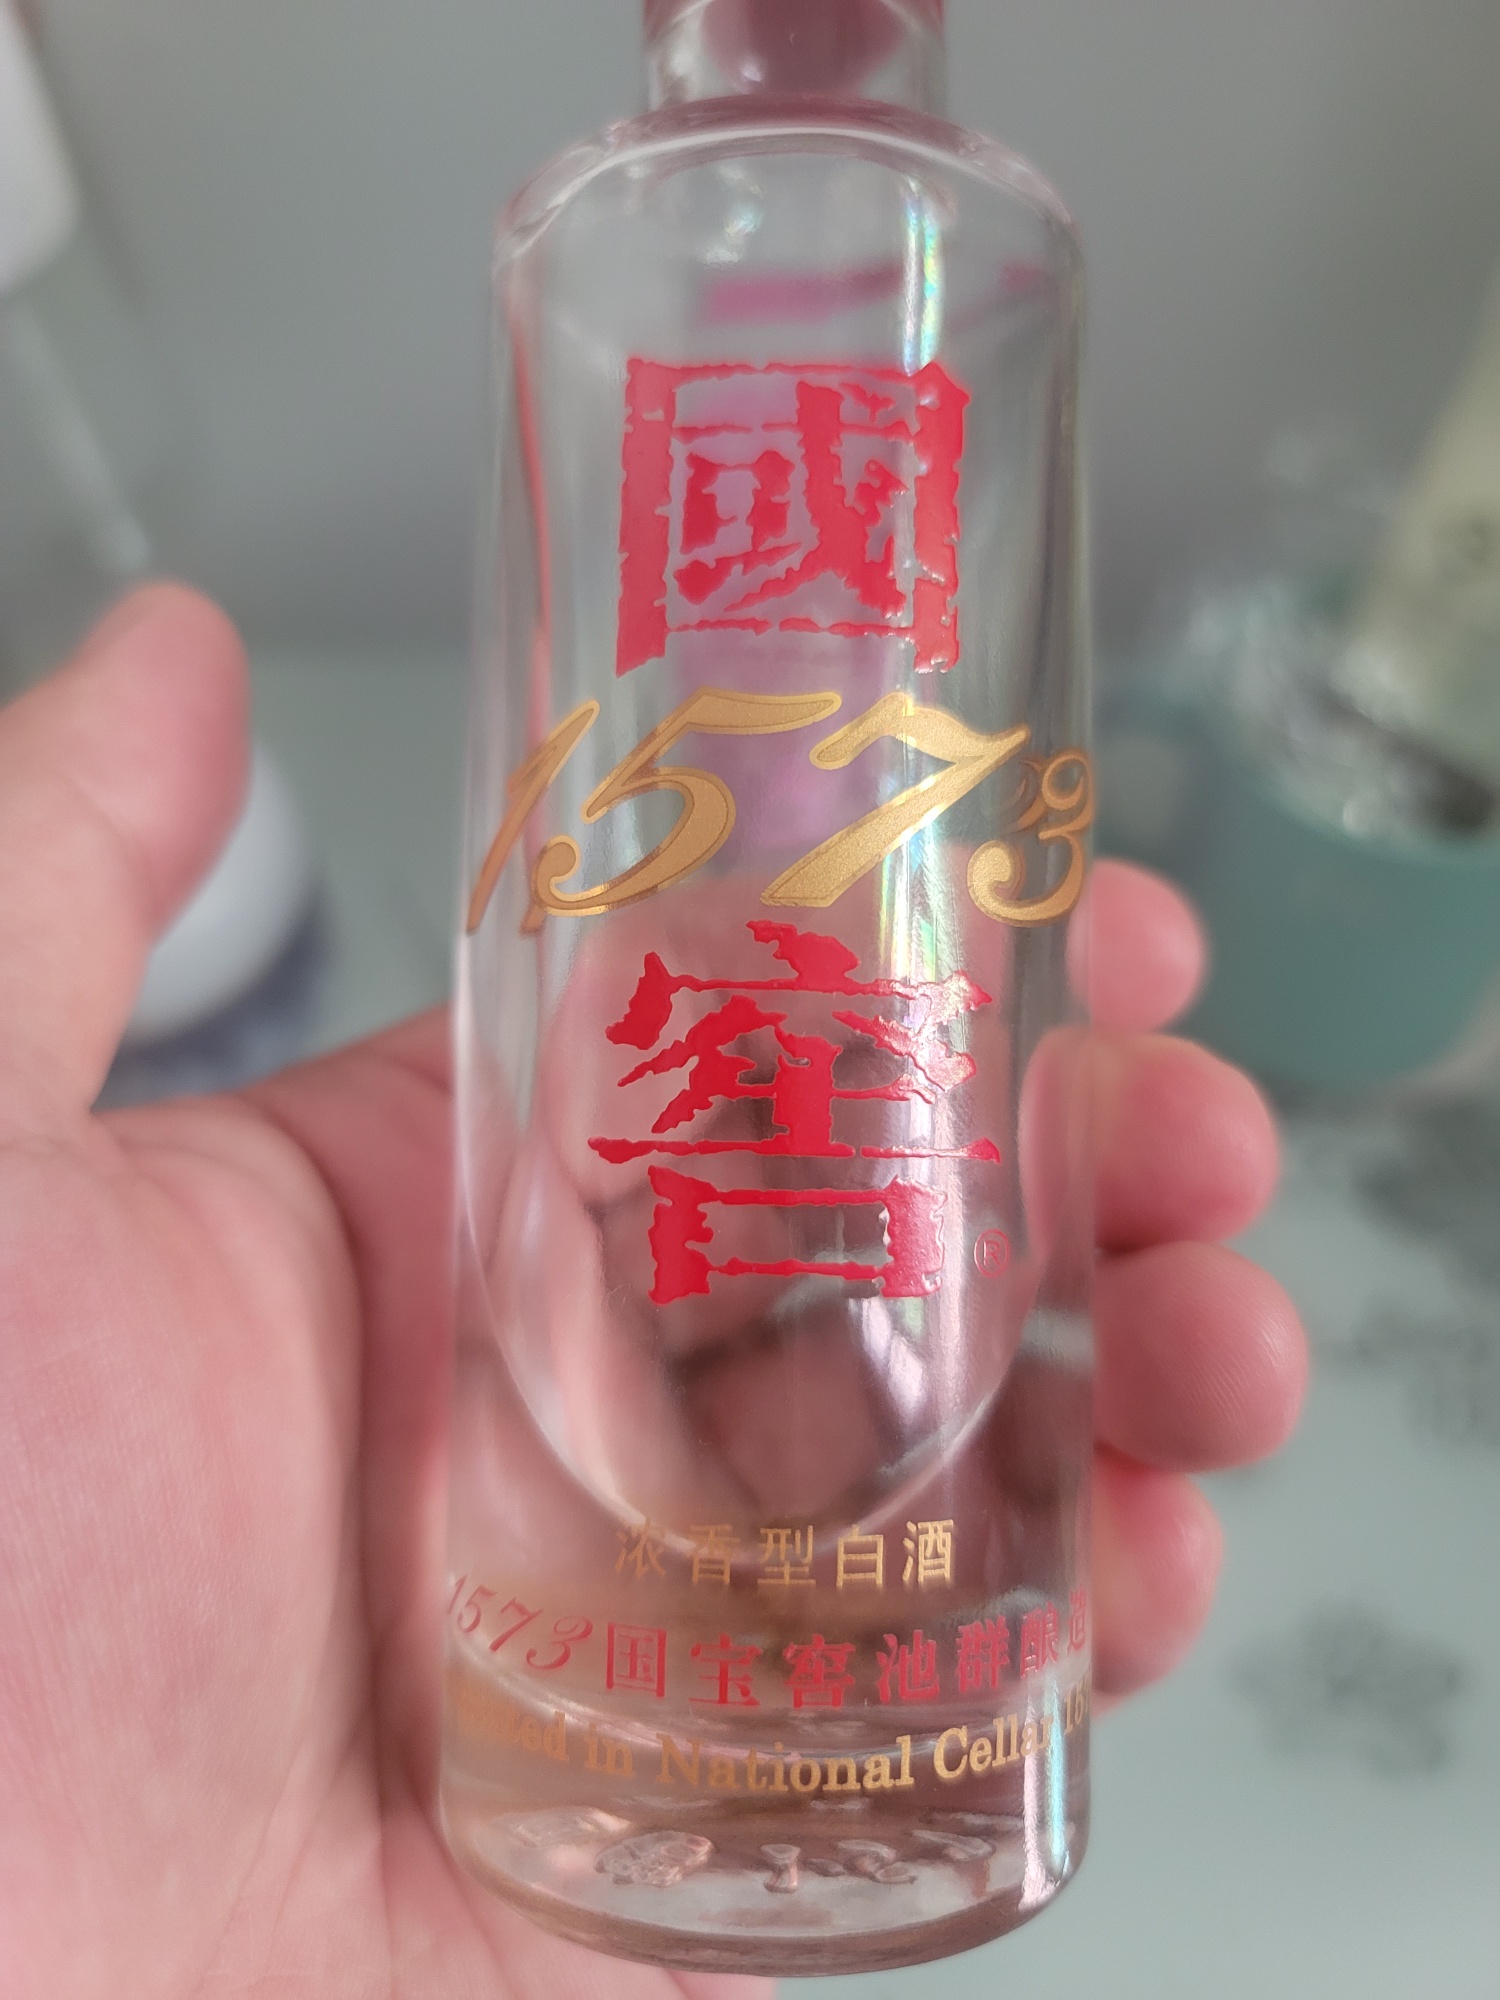 國
1573
窖®
浓香型白酒
1573国宝窖池群酿造
in National Cellar